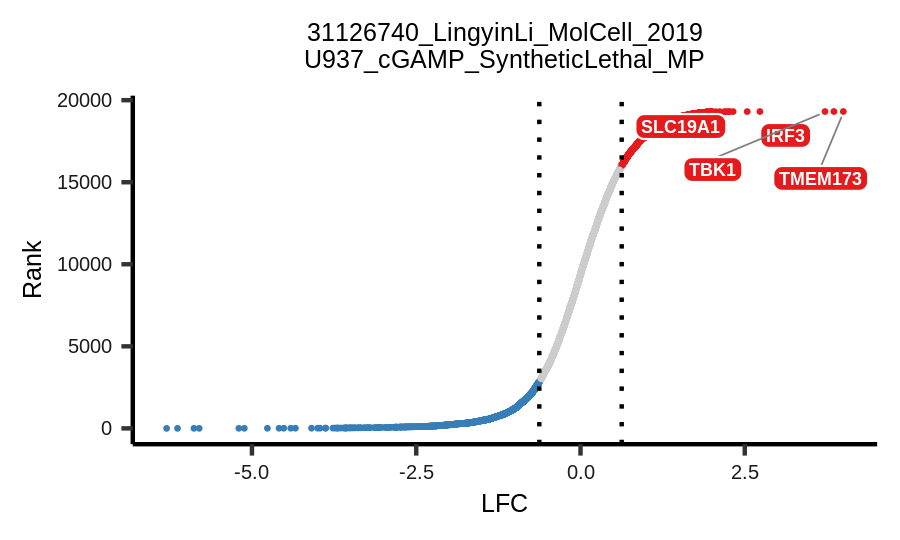 31126740_LingyinLi_MolCell_2019
U937_cGAMP_SyntheticLethal_MP
Rank
20000
15000
10000
5000
0
SLC19A1
IRF3
TBK1
TMEM173
-5.0
-2.5
0.0
2.5
LFC